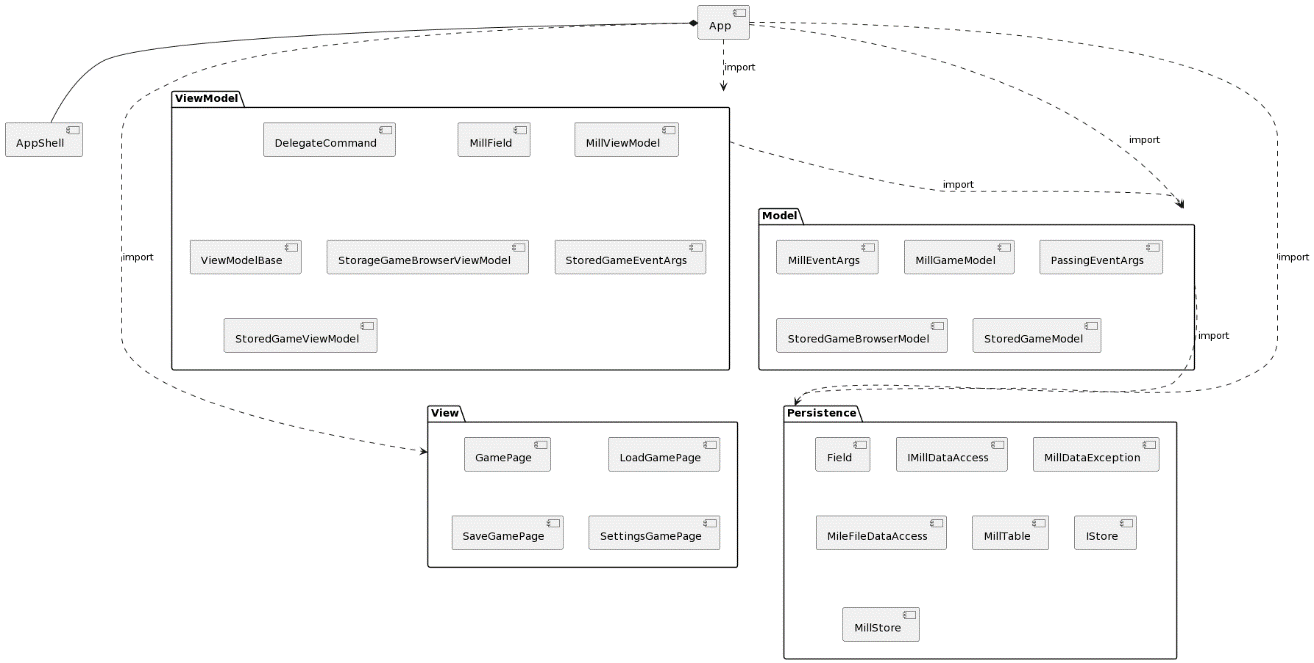 App
import
ViewModel
AppShell
DelegateCommand
MillField
MillViewModel
import
import
Model
ViewModelBase
StorageGameBrowserViewModel
StoredGameEventArgs
MillEventArgs
MillGameModel
PassingEventArgs
import
import
StoredGameViewModel
StoredGameBrowserModel
StoredGameModel
import
View
Persistence
GamePage
LoadGamePage
Field
IMillDataAccess
MillDataException
SaveGamePage
SettingsGamePage
MileFileDataAccess
MillTable
IStore
MillStore